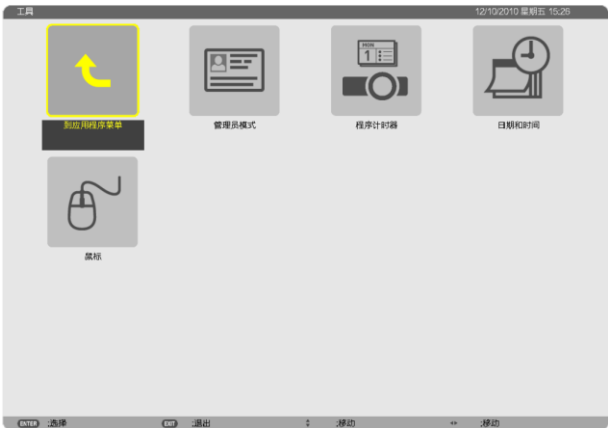 工具 12/10/2010 星期五 15:26
到应用程序菜单 管理员模式 程序计时器 日期和时间
1
鼠标
ENTER :选择 EXIT :退出 :移动 :移动